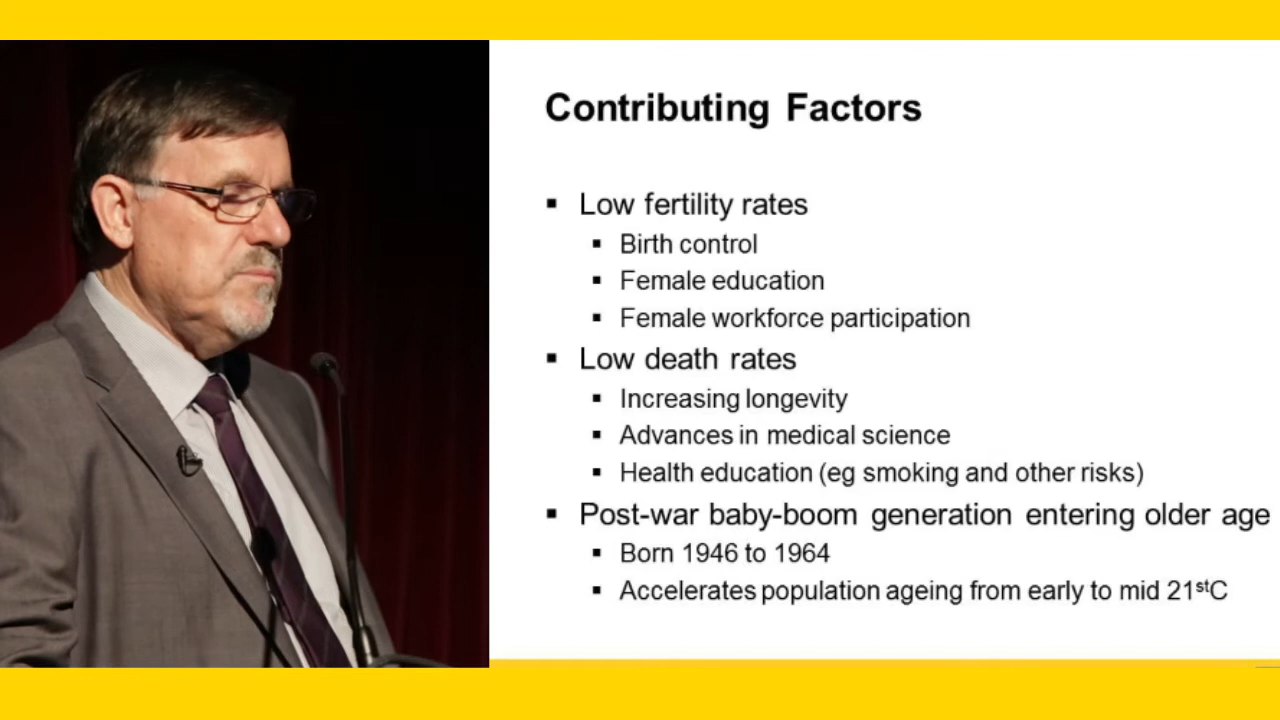 Contributing Factors
Low fertility rates
Birth control
Female education
Female workforce participation
Low death rates
Increasing longevity
Advances in medical science
Health education (eg smoking and other risks)
Post-war baby-boom generation entering older age
Born 1946 to 1964
Accelerates population ageing from early to mid 21stC